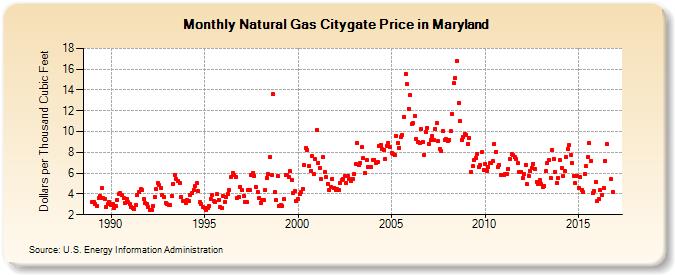 Monthly Natural Gas Citygate Price in Maryland
Dollars per Thousand Cubic Feet
18
16
14
12
10
8
6
4
2
1990 1995 2000 2005 2010 2015
Source: U.S. Energy Information Administration